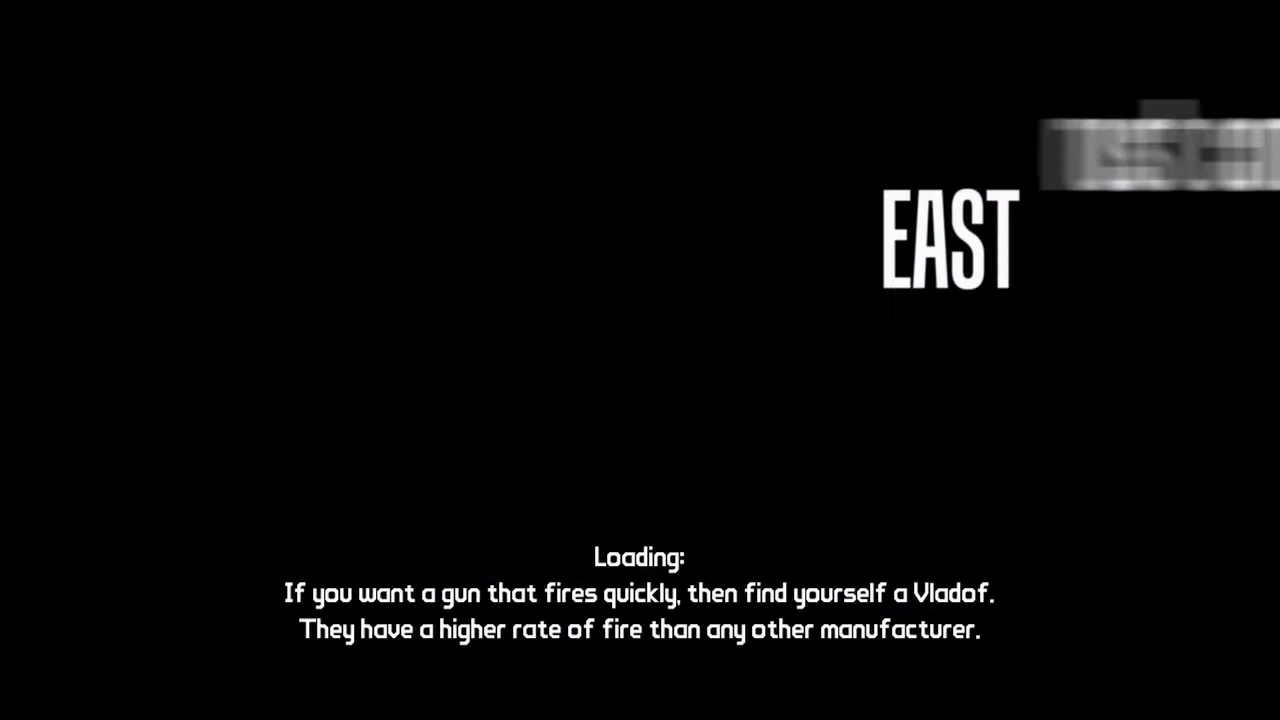 EAST
Loading:
If you want a gun that fires quickly, then find yourself a Vladof.
They have a higher rate of fire than any other manufacturer.